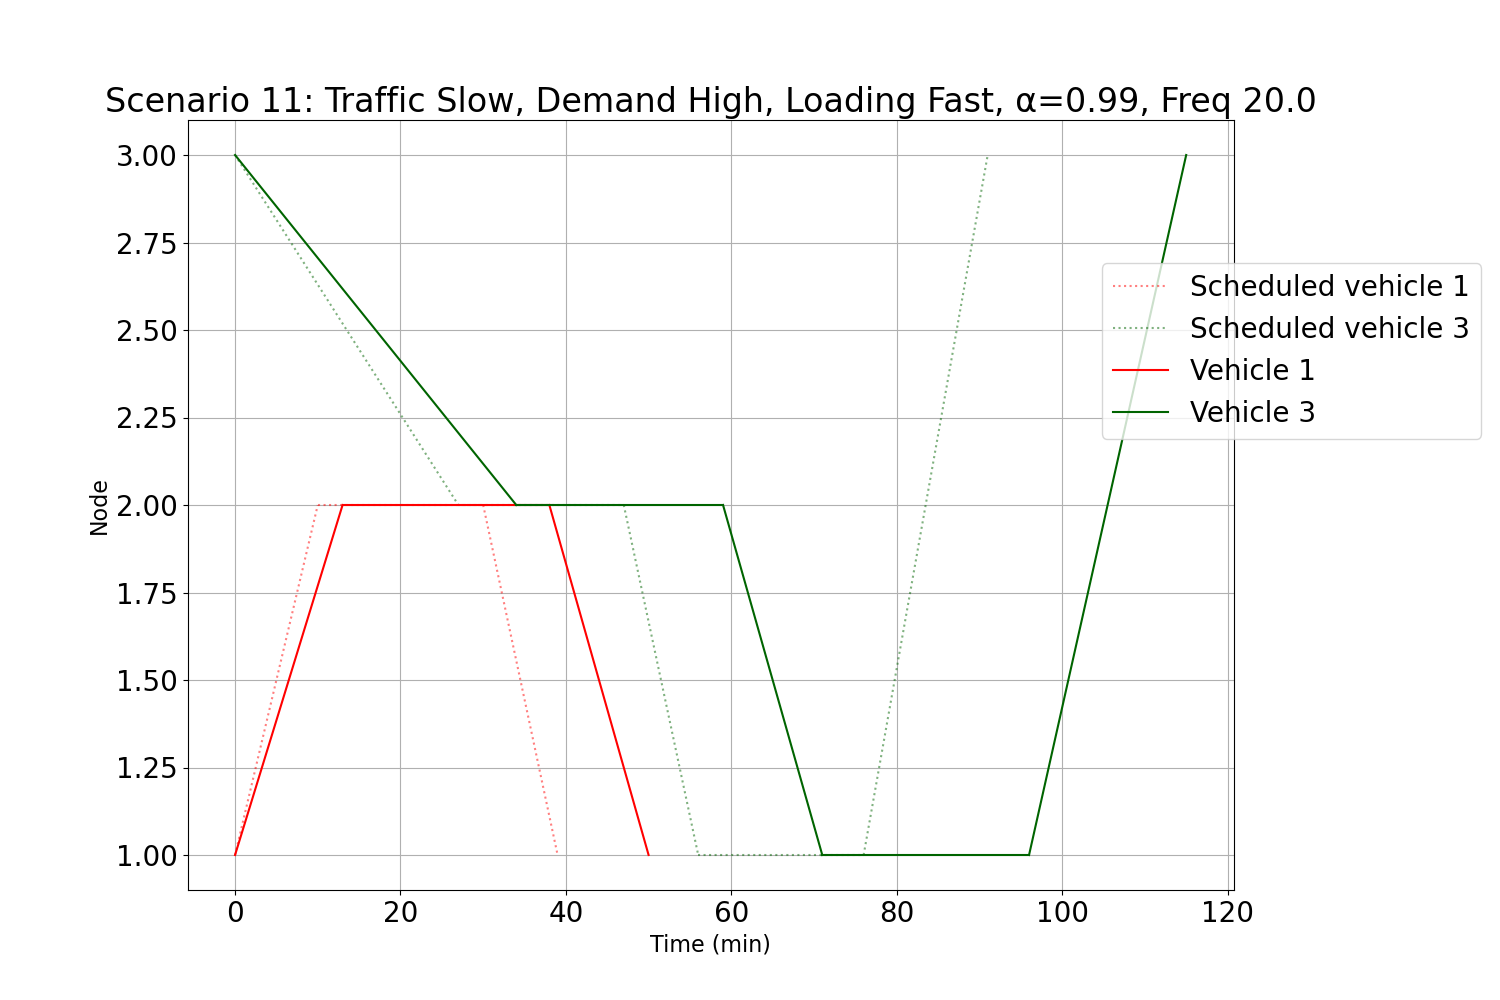 Scenario 11: Traffic Slow, Demand High, Loading Fast, α=0.99, Freq 20.0
3.00
2.75
2.50
2.25
2.00
1.75
1.50
1.25
1.00
Node
Scheduled vehicle 1
Scheduled vehicle 3
Vehicle 1
Vehicle 3
0 20 40 60 80 100 120
Time (min)